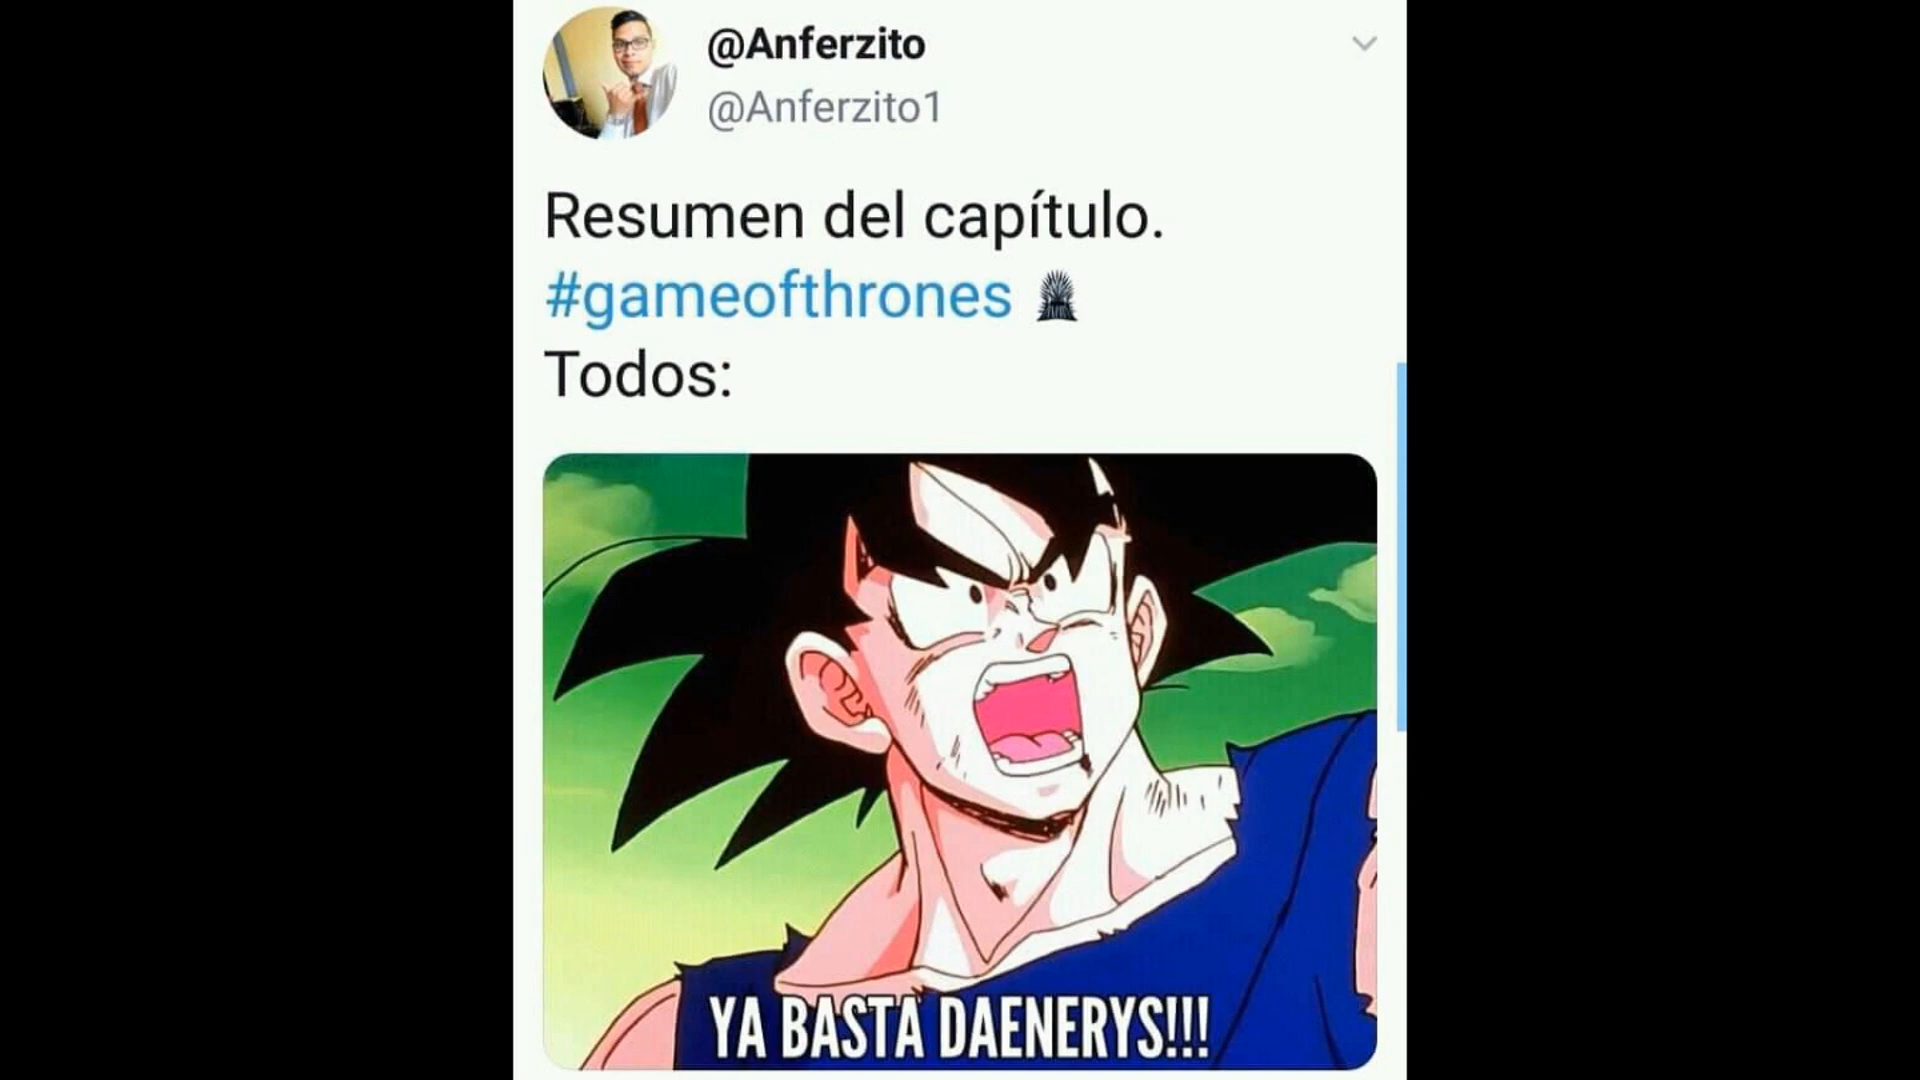 @Anferzito
@Anferzito1
Resumen del capítulo.
#gameofthrones
Todos:
YA BASTA DAENERYS!!!